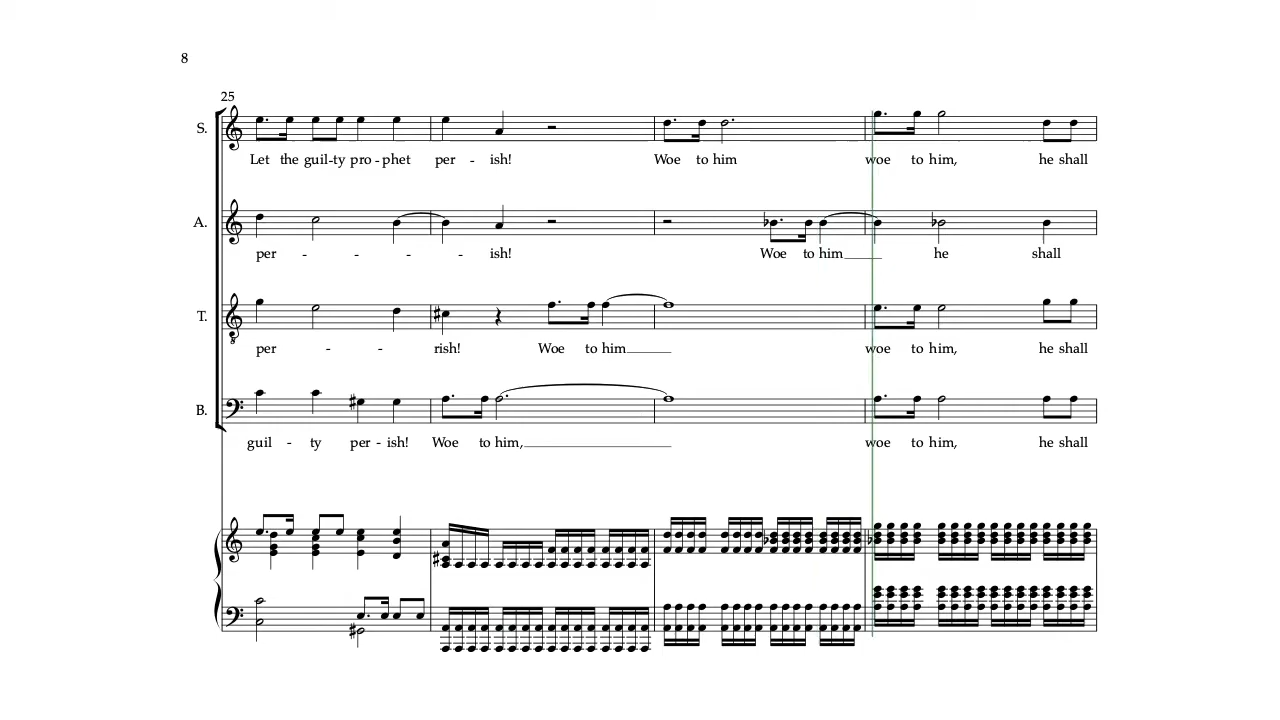 8
25
S.
Let the guil-ty pro-phet per - ish! Woe to him woe to him, he shall
A.
per - - - - ish! Woe to him he shall
T.
per - - rish! Woe to him woe to him, he shall
B.
guil - ty per - ish! Woe to him, woe to him, he shall